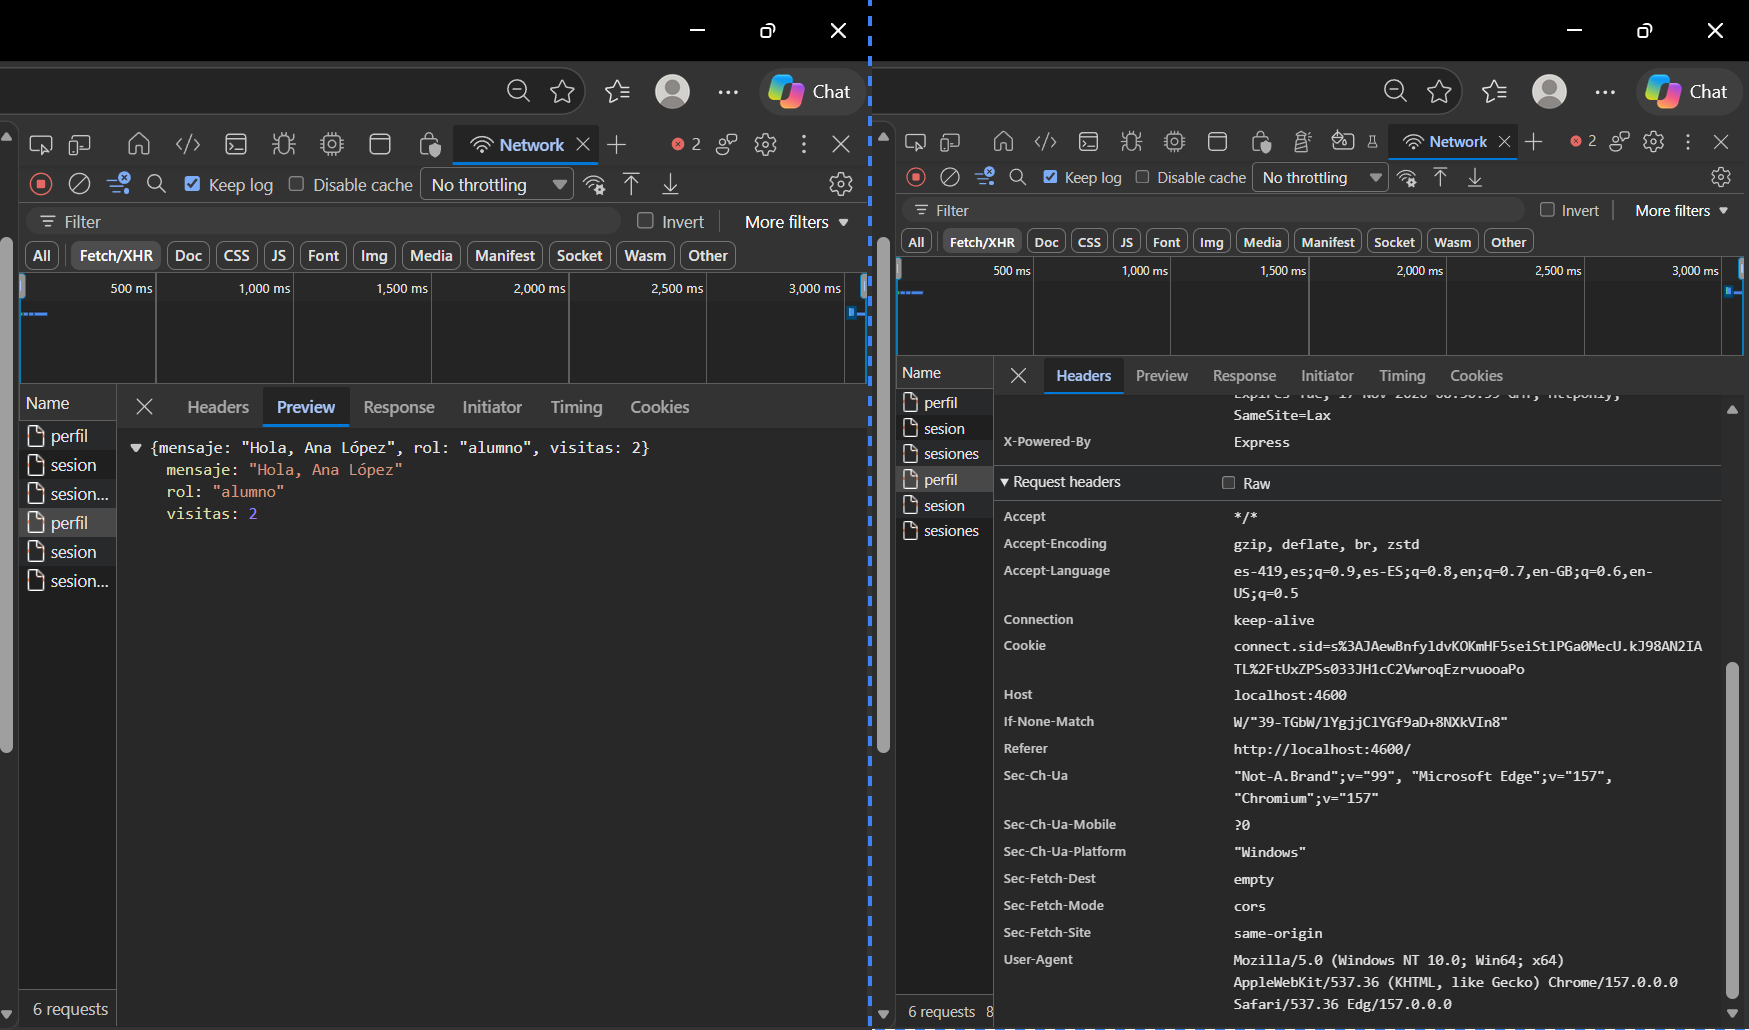 Chat
Network
2
Keep log
Disable cache
No throttling
Filter
Invert
More filters
All
Fetch/XHR
Doc
CSS
JS
Font
Img
Media
Manifest
Socket
Wasm
Other
500 ms
1,000 ms
1,500 ms
2,000 ms
2,500 ms
3,000 ms
Name
Headers
Preview
Response
Initiator
Timing
Cookies
perfil
sesion
sesion...
perfil
sesion
sesion...
{mensaje: "Hola, Ana López", rol: "alumno", visitas: 2}
mensaje: "Hola, Ana López"
rol: "alumno"
visitas: 2
6 requests
Chat
Network
2
Keep log
Disable cache
No throttling
Filter
Invert
More filters
All
Fetch/XHR
Doc
CSS
JS
Font
Img
Media
Manifest
Socket
Wasm
Other
500 ms
1,000 ms
1,500 ms
2,000 ms
2,500 ms
3,000 ms
Name
Headers
Preview
Response
Initiator
Timing
Cookies
perfil
sesion
sesiones
perfil
sesion
sesiones
SameSite=Lax
X-Powered-By
Express
Request headers
Raw
Accept
*/*
Accept-Encoding
gzip, deflate, br, zstd
Accept-Language
es-419,es;q=0.9,es-ES;q=0.8,en;q=0.7,en-GB;q=0.6,en-
US;q=0.5
Connection
keep-alive
Cookie
connect.sid=s%3AJAewBnfyldvKOKmHF5seiStlPGa0MecU.kJ98AN2IA
TL%2FtUxZPSs033JH1cC2VwroqEzrvuooaPo
Host
localhost:4600
If-None-Match
W/"39-TGbW/lYgjjClYGf9aD+8NXkVIn8"
Referer
http://localhost:4600/
Sec-Ch-Ua
"Not-A.Brand";v="99", "Microsoft Edge";v="157",
"Chromium";v="157"
Sec-Ch-Ua-Mobile
?0
Sec-Ch-Ua-Platform
"Windows"
Sec-Fetch-Dest
empty
Sec-Fetch-Mode
cors
Sec-Fetch-Site
same-origin
User-Agent
Mozilla/5.0 (Windows NT 10.0; Win64; x64)
AppleWebKit/537.36 (KHTML, like Gecko) Chrome/157.0.0.0
Safari/537.36 Edg/157.0.0.0
6 requests
8